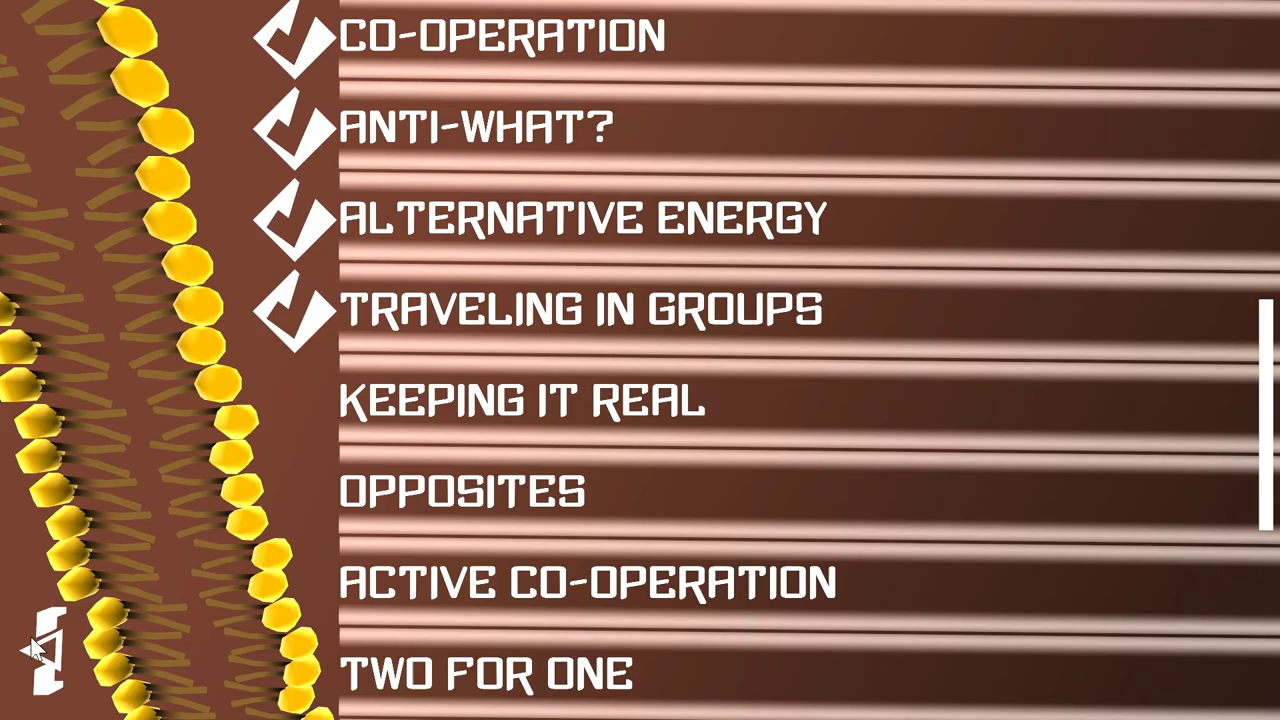 CO-OPERATION
ANTI-WHAT?
ALTERNATIVE ENERGY
TRAVELING IN GROUPS
KEEPING IT REAL
OPPOSITES
ACTIVE CO-OPERATION
TWO FOR ONE